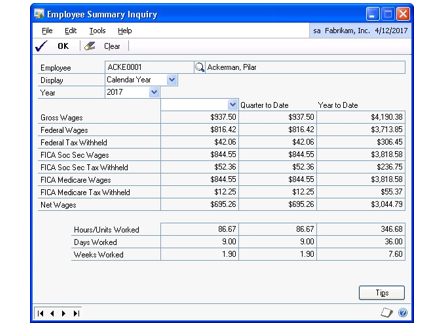 Employee Summary Inquiry
File Edit Tools Help sa Fabrikam, Inc. 4/12/2017
OK Clear
Employee ACKE0001 Ackerman, Pilar
Display Calendar Year
Year 2017
Quarter to Date Year to Date
Gross Wages $937.50 $937.50 $4,190.38
Federal Wages $816.42 $816.42 $3,713.85
Federal Tax Withheld $42.06 $42.06 $306.45
FICA Soc Sec Wages $844.55 $844.55 $3,818.58
FICA Soc Sec Tax Withheld $52.36 $52.36 $236.75
FICA Medicare Wages $844.55 $844.55 $3,818.58
FICA Medicare Tax Withheld $12.25 $12.25 $55.37
Net Wages $695.26 $695.26 $3,044.79
Hours/Units Worked 86.67 86.67 346.68
Days Worked 9.00 9.00 36.00
Weeks Worked 1.90 1.90 7.60
Tips